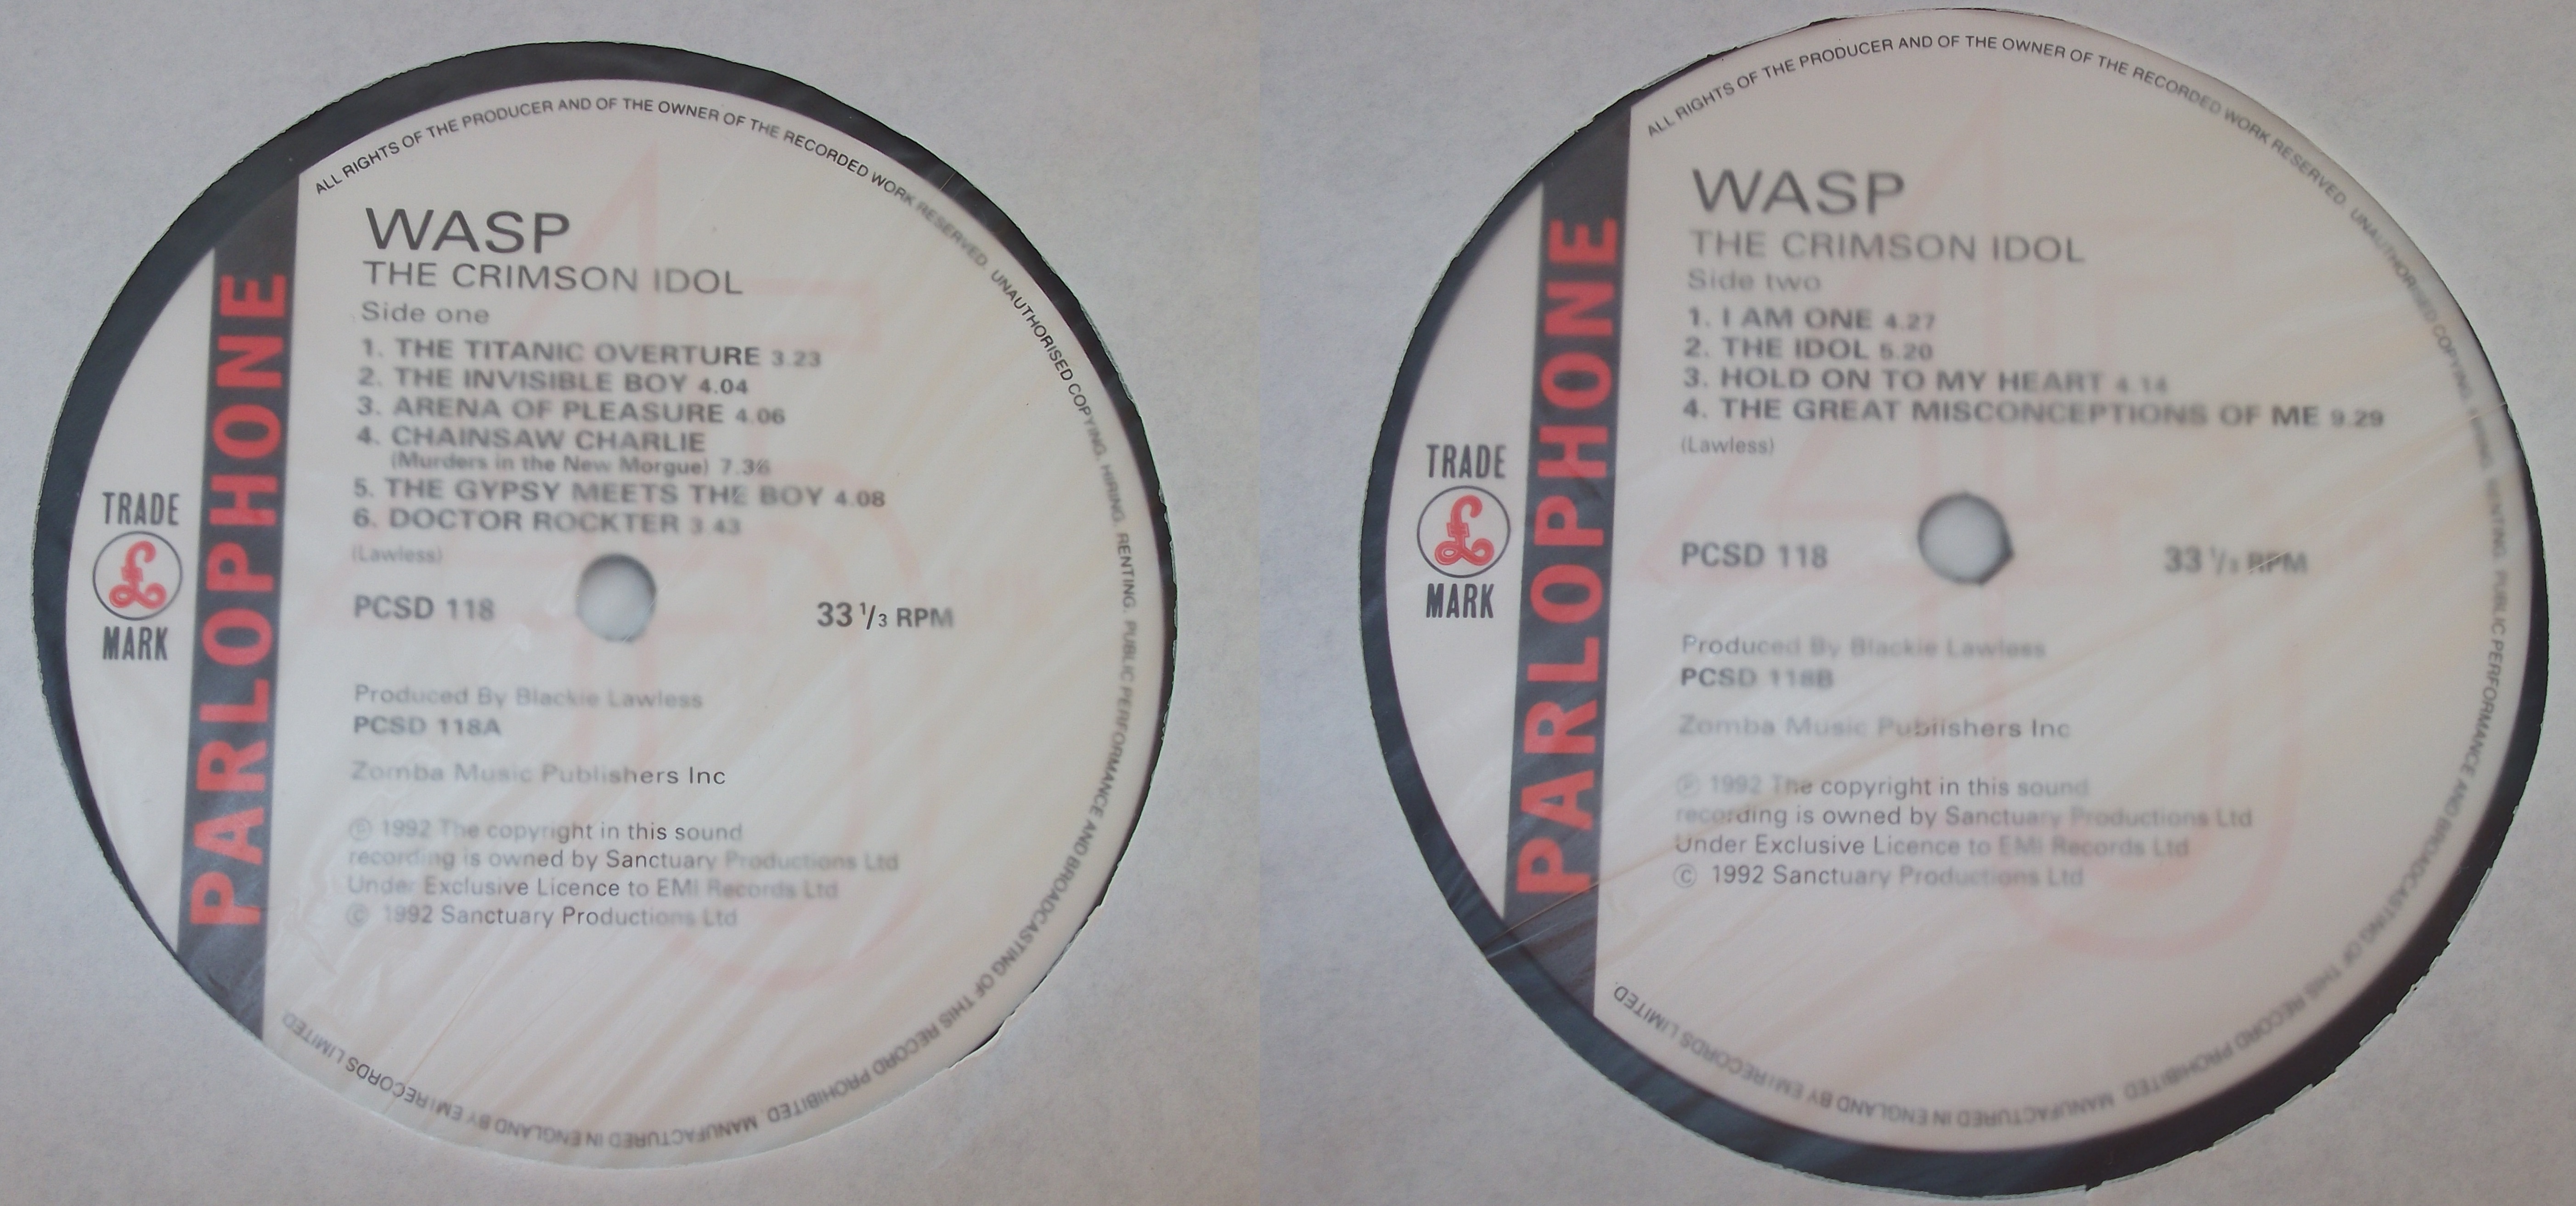 ALL RIGHTS OF THE PRODUCER AND OF THE OWNER OF THE RECORDED WORK RESERVED. UNAUTHORISED COPYING, HIRING, RENTING, PUBLIC PERFORMANCE AND BROADCASTING OF THIS RECORD PROHIBITED. MANUFACTURED IN ENGLAND BY EMI RECORDS LIMITED.
PARLOPHONE
TRADE
£
MARK
WASP
THE CRIMSON IDOL
Side one
1. THE TITANIC OVERTURE 3.23
2. THE INVISIBLE BOY 4.04
3. ARENA OF PLEASURE 4.06
4. CHAINSAW CHARLIE
(Murders in the New Morgue) 7.36
5. THE GYPSY MEETS THE BOY 4.08
6. DOCTOR ROCKTER 3 43
(Lawless)
PCSD 118
33 1/3 RPM
Produced By Blackie Lawless
PCSD 118A
Zomba Music Publishers Inc
Ⓟ 1992 The copyright in this sound
recording is owned by Sanctuary Productions Ltd
Under Exclusive Licence to EMI Records Ltd
© 1992 Sanctuary Productions Ltd
ALL RIGHTS OF THE PRODUCER AND OF THE OWNER OF THE RECORDED WORK RESERVED. UNAUTHORISED COPYING, HIRING, RENTING, PUBLIC PERFORMANCE AND BROADCASTING OF THIS RECORD PROHIBITED. MANUFACTURED IN ENGLAND BY EMI RECORDS LIMITED.
PARLOPHONE
TRADE
£
MARK
WASP
THE CRIMSON IDOL
Side two
1. I AM ONE 4.27
2. THE IDOL 5.20
3. HOLD ON TO MY HEART 4.14
4. THE GREAT MISCONCEPTIONS OF ME 9.29
(Lawless)
PCSD 118
33 1/3 RPM
Produced By Blackie Lawless
PCSD 118B
Zomba Music Publishers Inc
Ⓟ 1992 The copyright in this sound
recording is owned by Sanctuary Productions Ltd
Under Exclusive Licence to EMI Records Ltd
© 1992 Sanctuary Productions Ltd